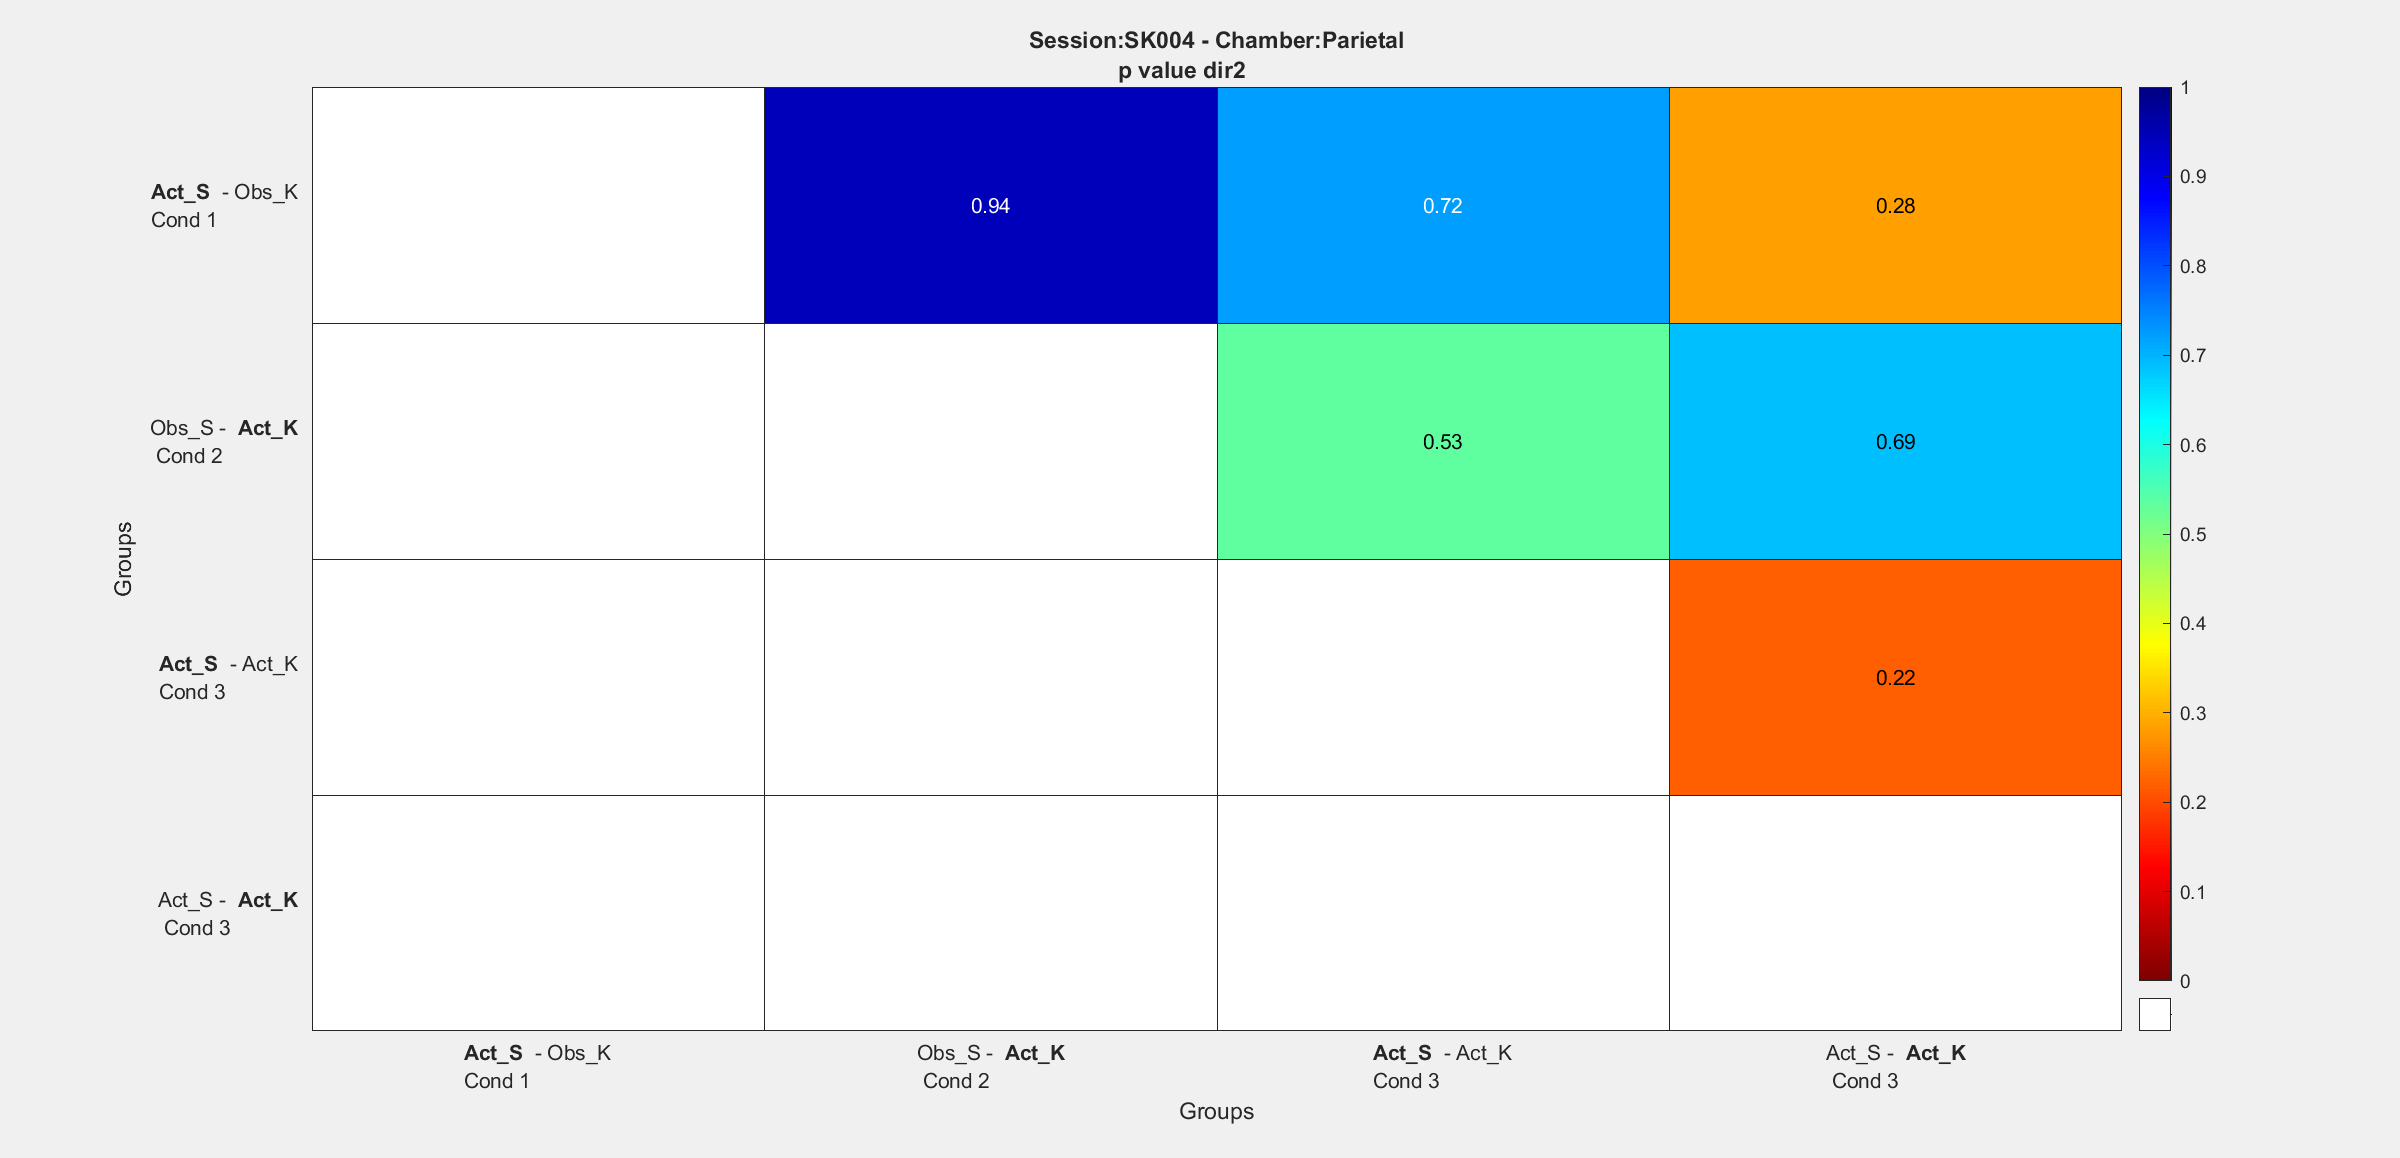 Session:SK004 - Chamber:Parietal
p value dir2
Act_S - Obs_K
Cond 1
0.94
0.72
0.28
Obs_S - Act_K
Cond 2
0.53
0.69
Act_S - Act_K
Cond 3
0.22
Act_S - Act_K
Cond 3
Groups
Act_S - Obs_K
Cond 1
Obs_S - Act_K
Cond 2
Act_S - Act_K
Cond 3
Act_S - Act_K
Cond 3
Groups
1
0.9
0.8
0.7
0.6
0.5
0.4
0.3
0.2
0.1
0